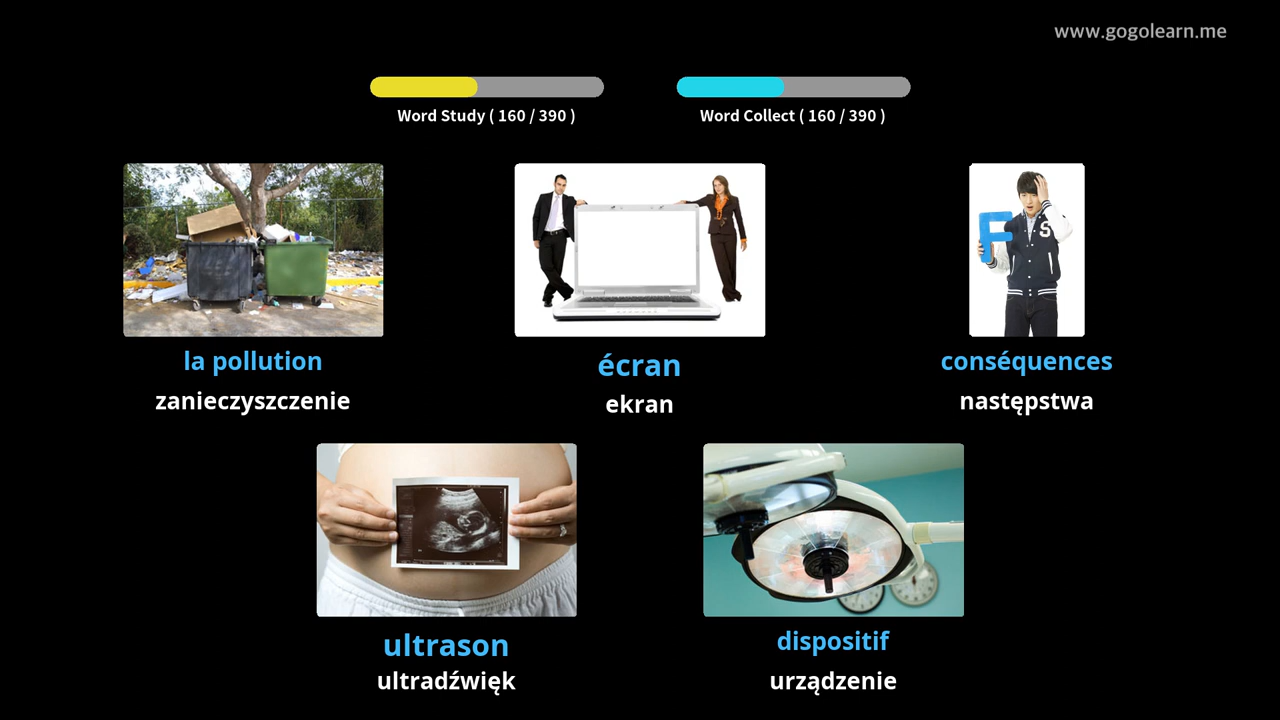 www.gogolearn.me
Word Study ( 160 / 390 )
Word Collect ( 160 / 390 )
F
S
la pollution
zanieczyszczenie
écran
ekran
conséquences
następstwa
ultrason
ultradźwięk
dispositif
urządzenie